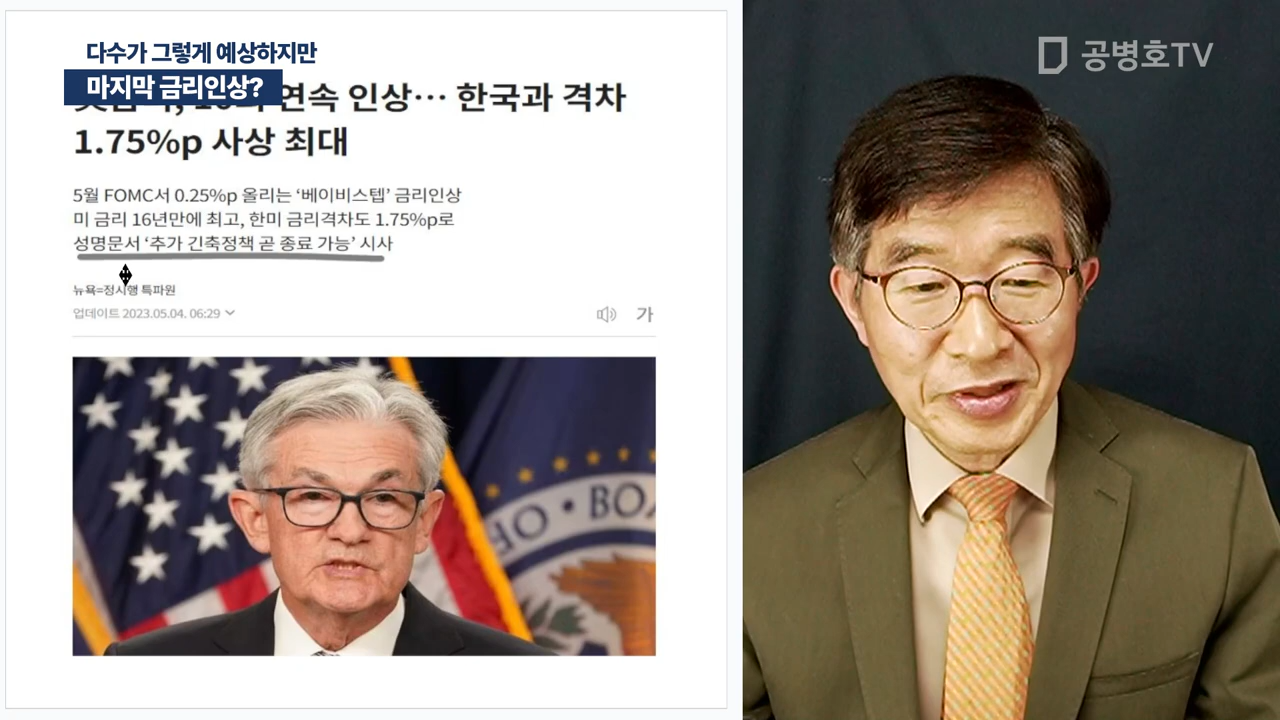 다수가 그렇게 예상하지만
마지막 금리인상?
연속 인상… 한국과 격차
1.75%p 사상 최대
5월 FOMC서 0.25%p 올리는 ‘베이비스텝’ 금리인상
미 금리 16년만에 최고, 한미 금리격차도 1.75%p로
성명문서 ‘추가 긴축정책 곧 종료 가능’ 시사
뉴욕=정시행 특파원
업데이트 2023.05.04. 06:29
가
공병호TV
OF
BOA